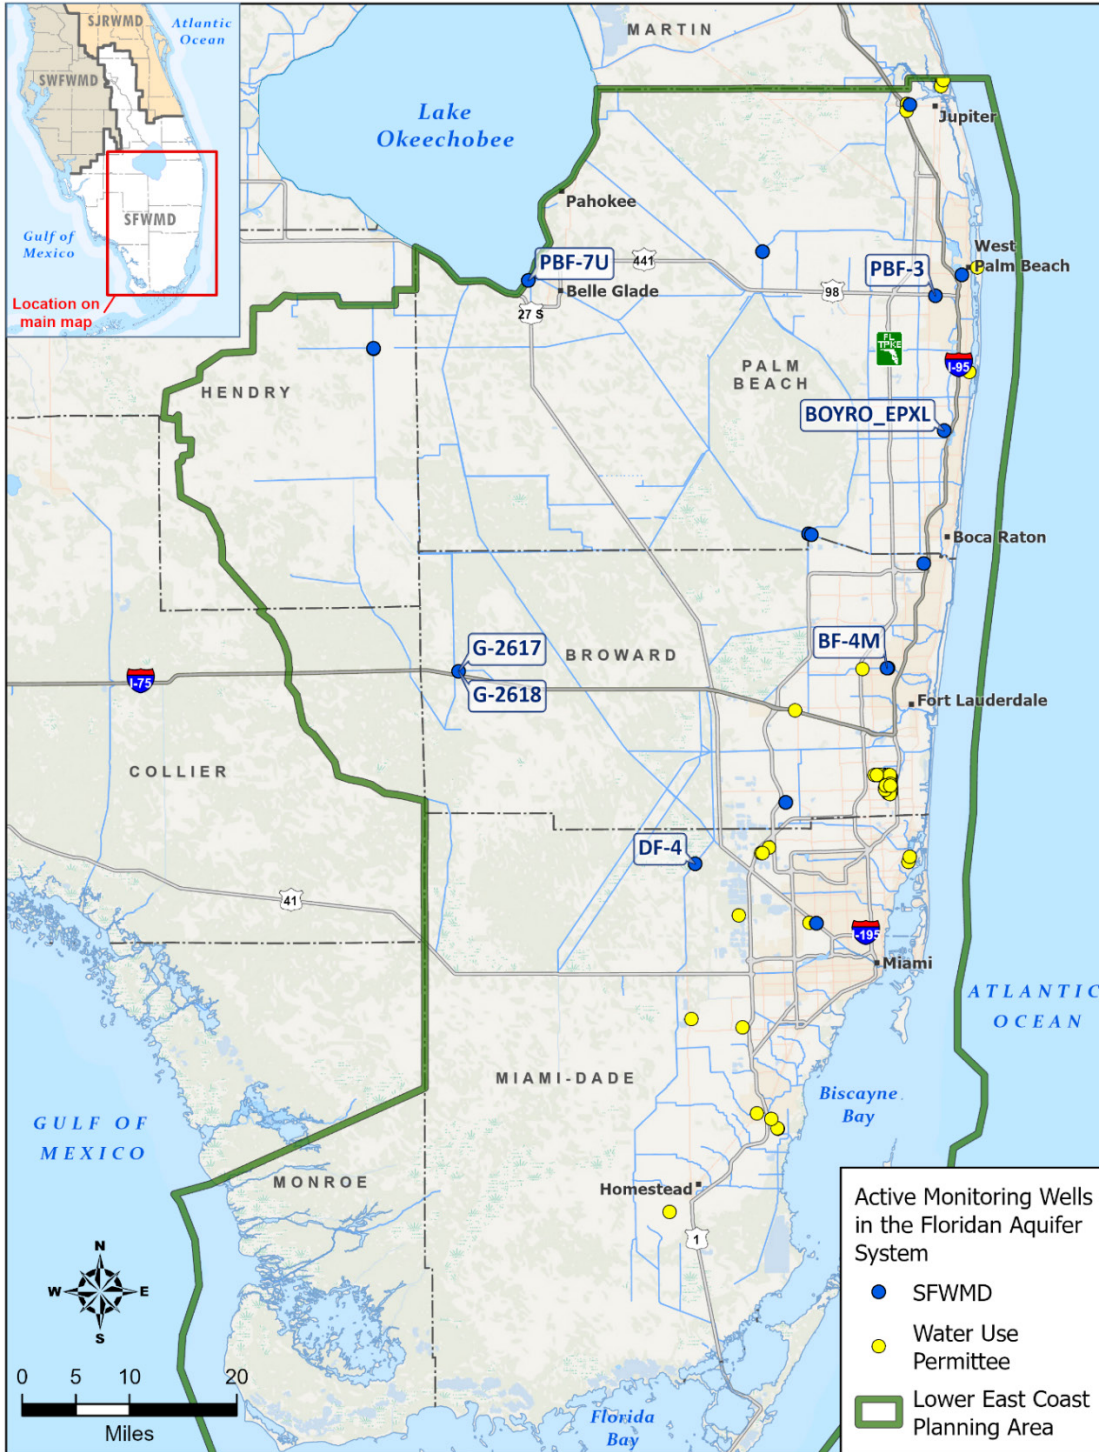 SJRWMD
Atlantic
Ocean
SWFWMD
SFWMD
Gulf of
Mexico
Location on
main map
MARTIN
Lake
Okeechobee
Jupiter
Pahokee
West
Palm Beach
PBF-7U
441
PBF-3
Belle Glade
98
27 S
FL
TPKE
I-95
PALM
BEACH
HENDRY
BOYRO_EPXL
Boca Raton
G-2617
BROWARD
BF-4M
I-75
G-2618
Fort Lauderdale
COLLIER
DF-4
41
I-195
Miami
ATLANTIC
OCEAN
MIAMI-DADE
Biscayne
Bay
GULF OF
MEXICO
MONROE
Homestead
1
N
W E
S
0 5 10 20
Miles
Florida
Bay
Active Monitoring Wells
in the Floridan Aquifer
System
SFWMD
Water Use
Permittee
Lower East Coast
Planning Area